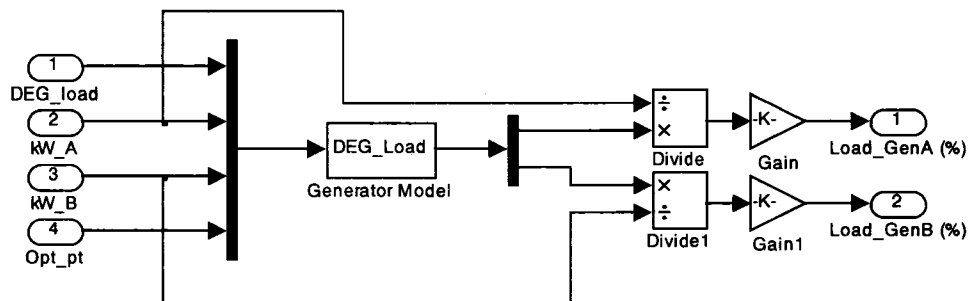 1
DEG_load
2
kW_A
3
kW_B
4
Opt_pt
DEG_Load
Generator Model
÷
×
Divide
-K-
Gain
1
Load_GenA (%)
×
÷
Divide1
-K-
Gain1
2
Load_GenB (%)